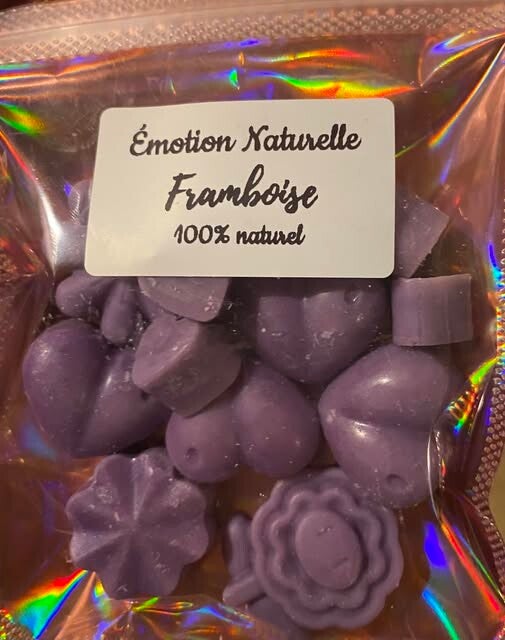 Émotion Naturelle
Framboise
100% naturel